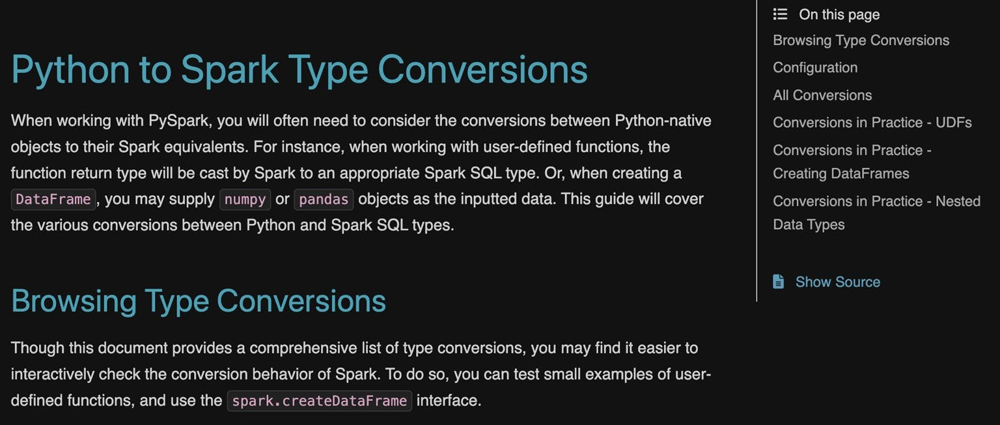 Python to Spark Type Conversions
When working with PySpark, you will often need to consider the conversions between Python-native
objects to their Spark equivalents. For instance, when working with user-defined functions, the
function return type will be cast by Spark to an appropriate Spark SQL type. Or, when creating a
DataFrame, you may supply numpy or pandas objects as the inputted data. This guide will cover
the various conversions between Python and Spark SQL types.
Browsing Type Conversions
Though this document provides a comprehensive list of type conversions, you may find it easier to
interactively check the conversion behavior of Spark. To do so, you can test small examples of user-
defined functions, and use the spark.createDataFrame interface.
On this page
Browsing Type Conversions
Configuration
All Conversions
Conversions in Practice - UDFs
Conversions in Practice -
Creating DataFrames
Conversions in Practice - Nested
Data Types
Show Source